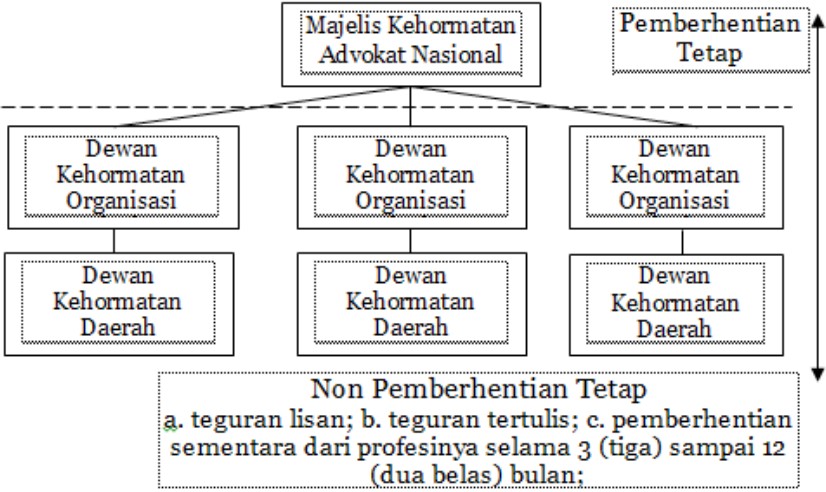 Majelis Kehormatan
Advokat Nasional
Pemberhentian
Tetap
Dewan
Kehormatan
Organisasi
Dewan
Kehormatan
Organisasi
Dewan
Kehormatan
Organisasi
Dewan
Kehormatan
Daerah
Dewan
Kehormatan
Daerah
Dewan
Kehormatan
Daerah
Non Pemberhentian Tetap
a. teguran lisan; b. teguran tertulis; c. pemberhentian
sementara dari profesinya selama 3 (tiga) sampai 12
(dua belas) bulan;